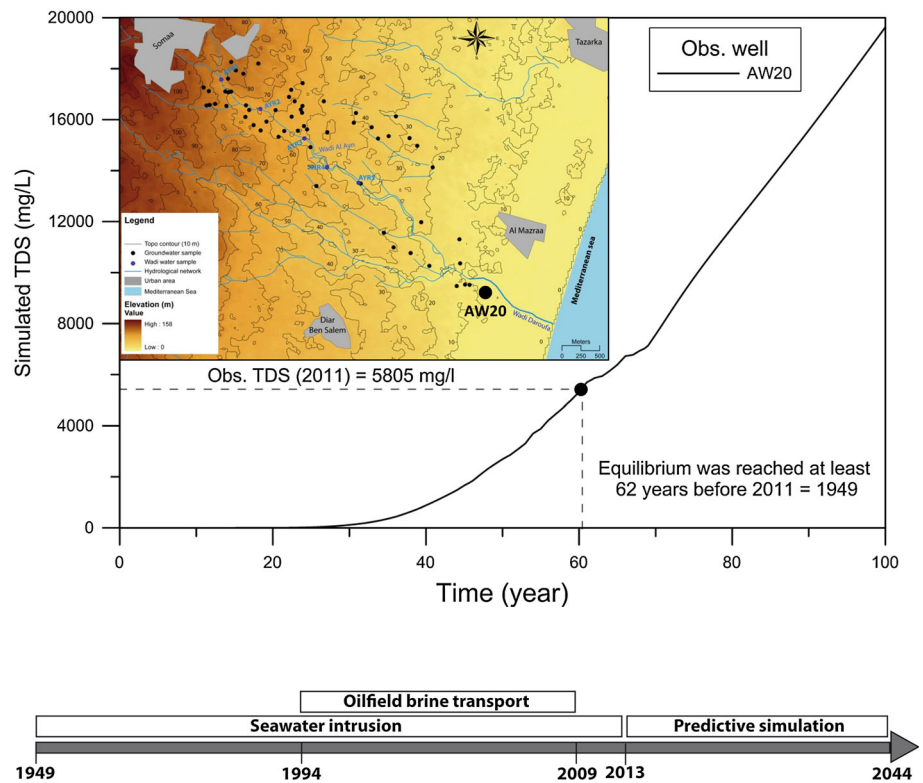 20000
16000
12000
8000
4000
0
Simulated TDS (mg/L)
0
20
40
60
80
100
Time (year)
Obs. well
AW20
Somaa
Tazarka
AYR2
AYR3
Wadi Al Ayn
AYR4
AYR5
Al Mazraa
Mediterranean sea
AW20
Wadi Daroufa
Diar
Ben Salem
Meters
0 250 500
Legend
Topo contour (10 m)
Groundwater sample
Wadi water sample
Hydrological network
Urban area
Mediterranean Sea
Elevation (m)
Value
High : 158
Low : 0
Obs. TDS (2011) = 5805 mg/l
Equilibrium was reached at least
62 years before 2011 = 1949
Oilfield brine transport
Seawater intrusion
Predictive simulation
1949
1994
2009
2013
2044